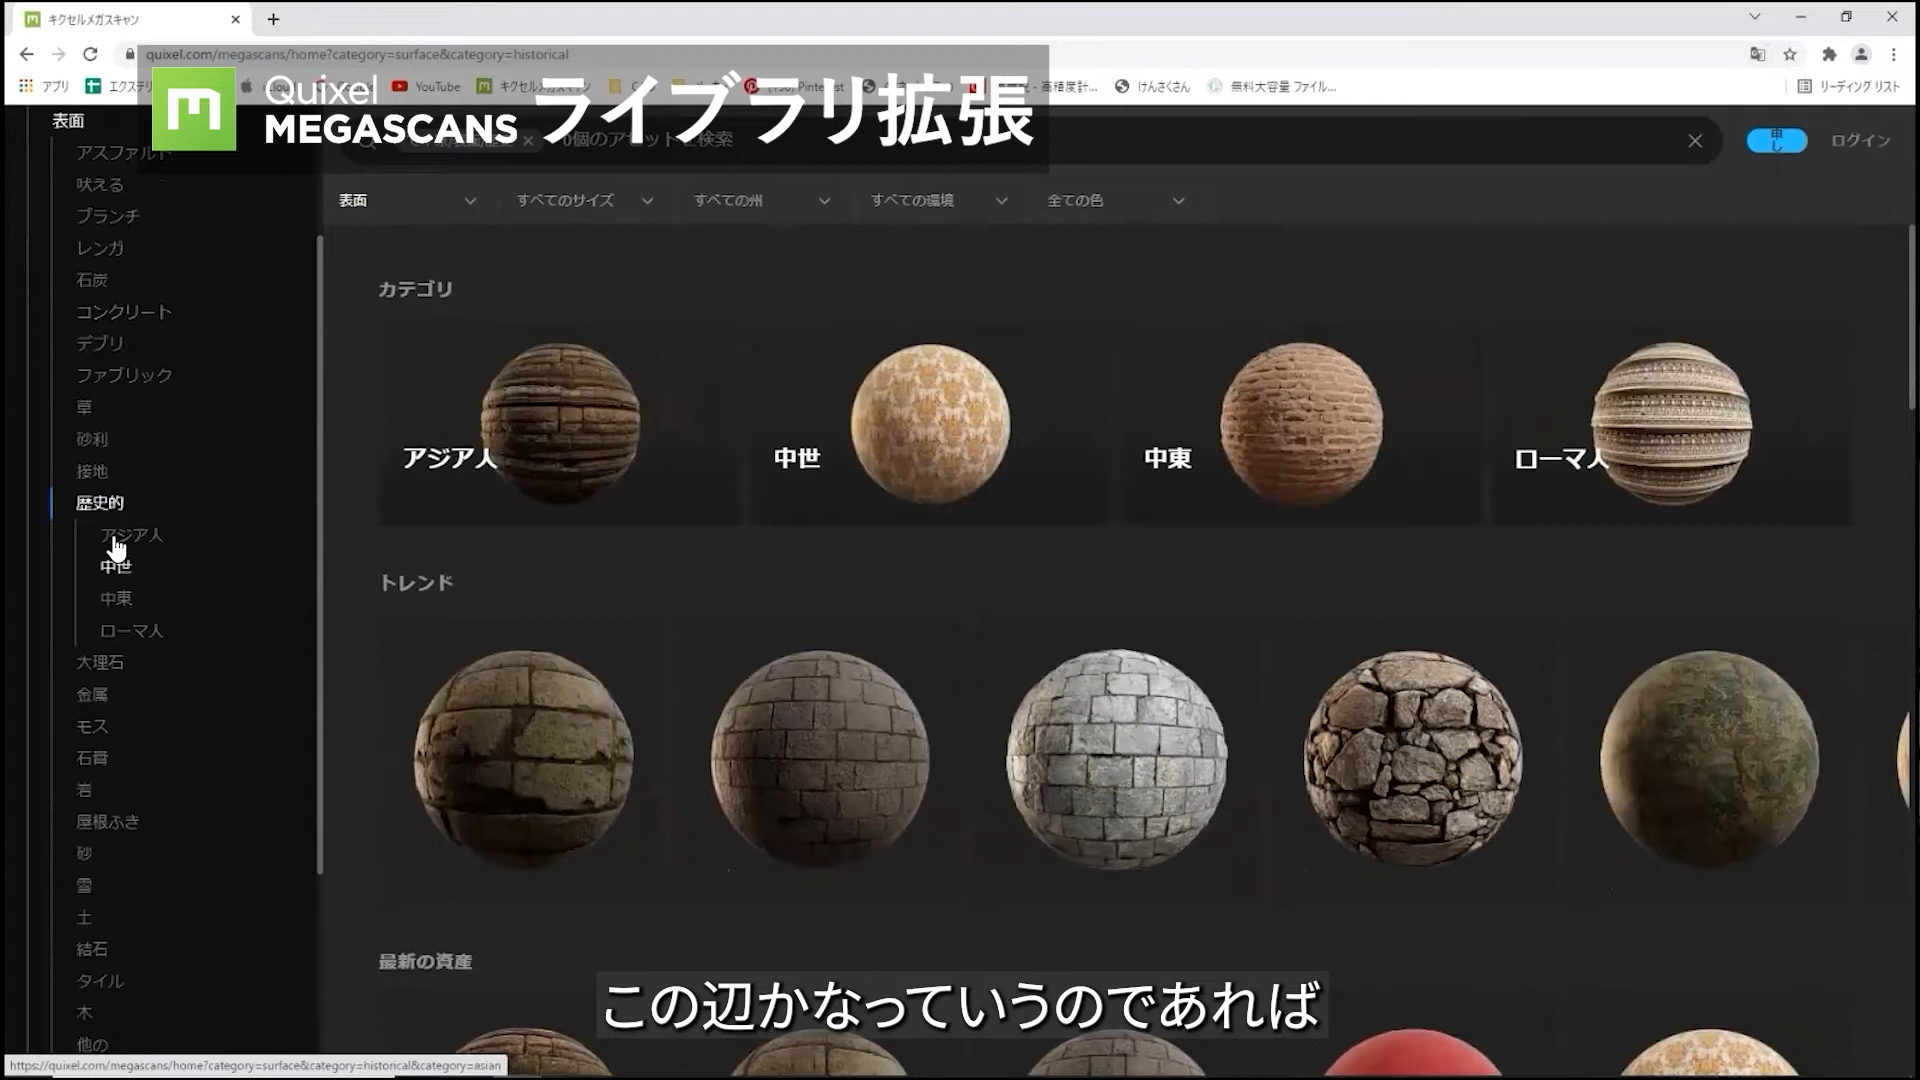 キクセルメガスキャン
quixel.com/megascans/home?category=surface&category=historical
アプリ
YouTube
けんさくさん
無料大容量 ファイル...
リーディング リスト
Quixel
MEGASCANS
ライブラリ拡張
個のアセットを検索
申し
ログイン
表面
アスファルト
吠える
ブランチ
レンガ
石炭
コンクリート
デブリ
ファブリック
草
砂利
接地
歴史的
アジア人
中世
中東
ローマ人
大理石
金属
モス
石膏
岩
屋根ふき
砂
雪
土
結石
タイル
木
他の
表面
すべてのサイズ
すべての州
すべての環境
全ての色
カテゴリ
アジア人
中世
中東
ローマ人
トレンド
最新の資産
この辺かなっていうのであれば
https://quixel.com/megascans/home?category=surface&category=historical&category=asian